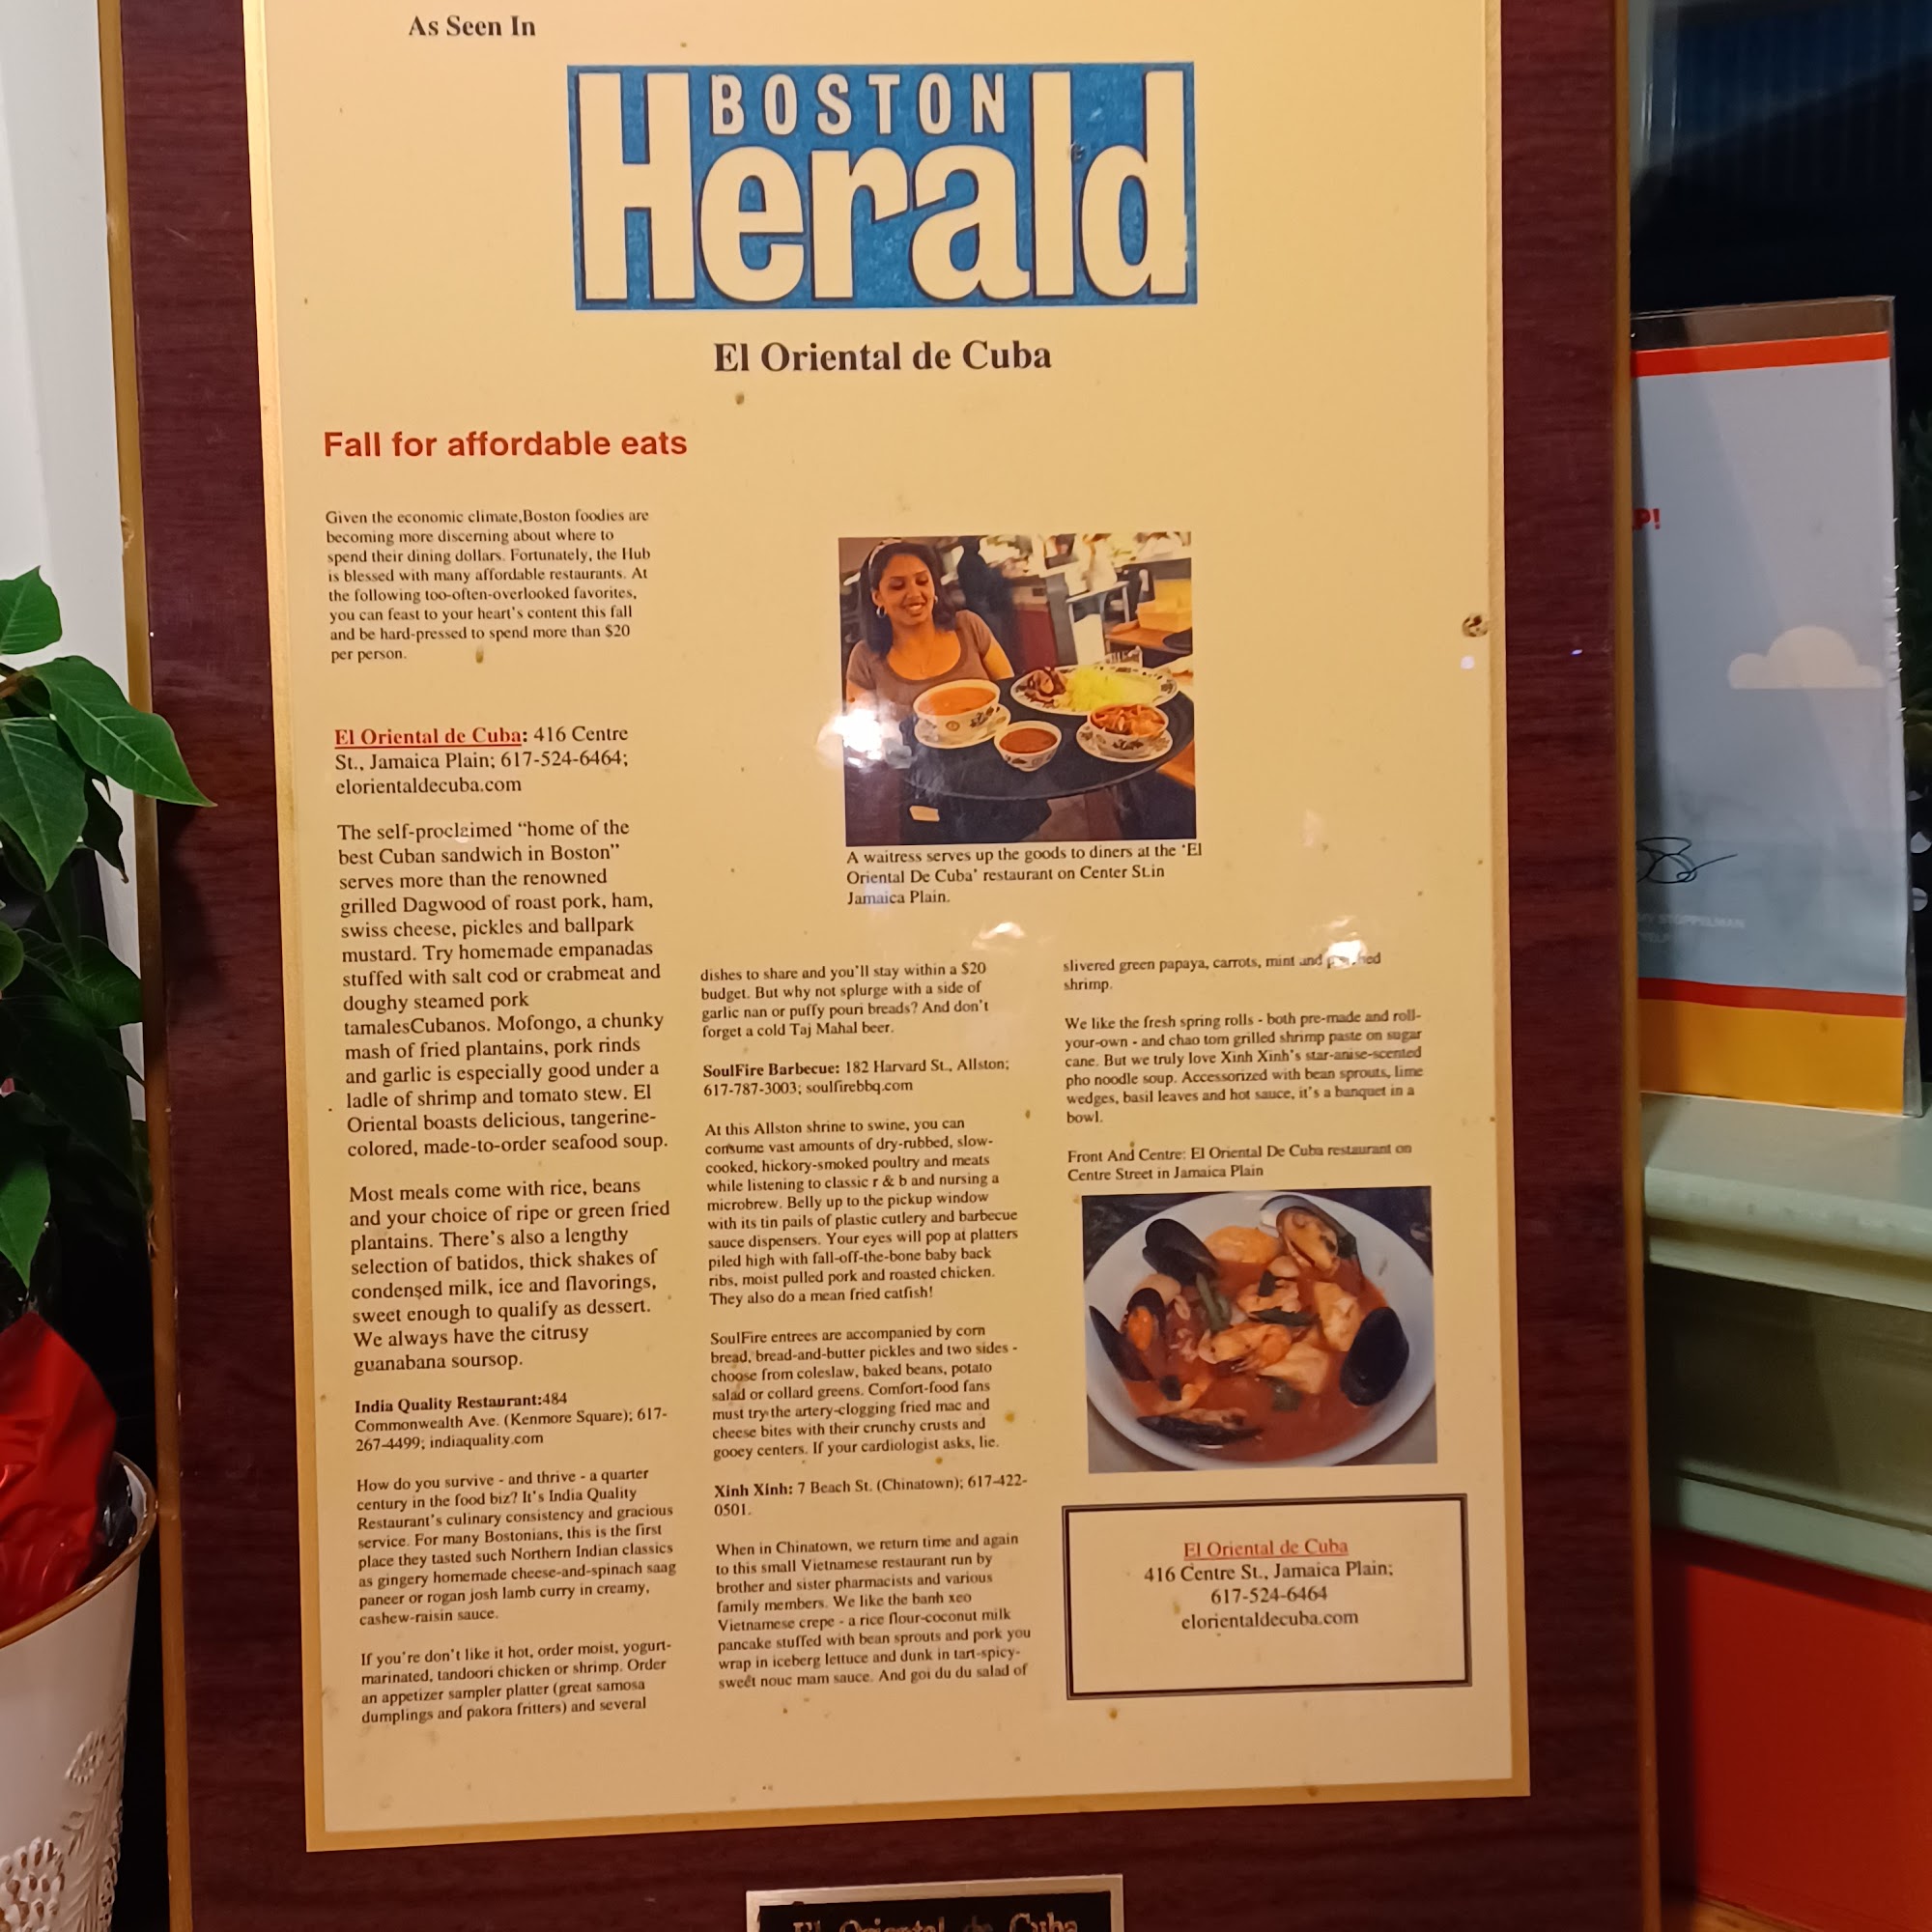 As Seen In
BOSTON
Herald
El Oriental de Cuba
Fall for affordable eats
Given the economic climate,Boston foodies are
becoming more discerning about where to
spend their dining dollars. Fortunately, the Hub
is blessed with many affordable restaurants. At
the following too-often-overlooked favorites,
you can feast to your heart's content this fall
and be hard-pressed to spend more than $20
per person.
El Oriental de Cuba: 416 Centre
St., Jamaica Plain; 617-524-6464;
elorientaldecuba.com
The self-proclaimed “home of the
best Cuban sandwich in Boston”
serves more than the renowned
grilled Dagwood of roast pork, ham,
swiss cheese, pickles and ballpark
mustard. Try homemade empanadas
stuffed with salt cod or crabmeat and
doughy steamed pork
tamalesCubanos. Mofongo, a chunky
mash of fried plantains, pork rinds
and garlic is especially good under a
ladle of shrimp and tomato stew. El
Oriental boasts delicious, tangerine-
colored, made-to-order seafood soup.
Most meals come with rice, beans
and your choice of ripe or green fried
plantains. There's also a lengthy
selection of batidos, thick shakes of
condensed milk, ice and flavorings,
sweet enough to qualify as dessert.
We always have the citrusy
guanabana soursop.
India Quality Restaurant:484
Commonwealth Ave. (Kenmore Square); 617-
267-4499; indiaquality.com
How do you survive - and thrive - a quarter
century in the food biz? It's India Quality
Restaurant's culinary consistency and gracious
service. For many Bostonians, this is the first
place they tasted such Northern Indian classics
as gingery homemade cheese-and-spinach saag
paneer or rogan josh lamb curry in creamy,
cashew-raisin sauce.
If you're don't like it hot, order moist, yogurt-
marinated, tandoori chicken or shrimp. Order
an appetizer sampler platter (great samosa
dumplings and pakora fritters) and several
A waitress serves up the goods to diners at the 'El
Oriental De Cuba' restaurant on Center St.in
Jamaica Plain.
dishes to share and you'll stay within a $20
budget. But why not splurge with a side of
garlic nan or puffy pouri breads? And don't
forget a cold Taj Mahal beer.
SoulFire Barbecue: 182 Harvard St., Allston;
617-787-3003; soulfirebbq.com
At this Allston shrine to swine, you can
consume vast amounts of dry-rubbed, slow-
cooked, hickory-smoked poultry and meats
while listening to classic r & b and nursing a
microbrew. Belly up to the pickup window
with its tin pails of plastic cutlery and barbecue
sauce dispensers. Your eyes will pop at platters
piled high with fall-off-the-bone baby back
ribs, moist pulled pork and roasted chicken.
They also do a mean fried catfish!
SoulFire entrees are accompanied by corn
bread, bread-and-butter pickles and two sides -
choose from coleslaw, baked beans, potato
salad or collard greens. Comfort-food fans
must try the artery-clogging fried mac and
cheese bites with their crunchy crusts and
gooey centers. If your cardiologist asks, lie.
Xinh Xinh: 7 Beach St. (Chinatown); 617-422-
0501.
When in Chinatown, we return time and again
to this small Vietnamese restaurant run by
brother and sister pharmacists and various
family members. We like the banh xeo
Vietnamese crepe - a rice flour-coconut milk
pancake stuffed with bean sprouts and pork you
wrap in iceberg lettuce and dunk in tart-spicy-
sweet nouc mam sauce. And goi du du salad of
slivered green papaya, carrots, mint and
shrimp.
We like the fresh spring rolls - both pre-made and roll-
your-own - and chao tom grilled shrimp paste on sugar
cane. But we truly love Xinh Xinh's star-anise-scented
pho noodle soup. Accessorized with bean sprouts, lime
wedges, basil leaves and hot sauce, it's a banquet in a
bowl.
Front And Centre: El Oriental De Cuba restaurant on
Centre Street in Jamaica Plain
El Oriental de Cuba
416 Centre St., Jamaica Plain;
617-524-6464
elorientaldecuba.com
El Oriental de Cuba
P!
STOPPELMAN